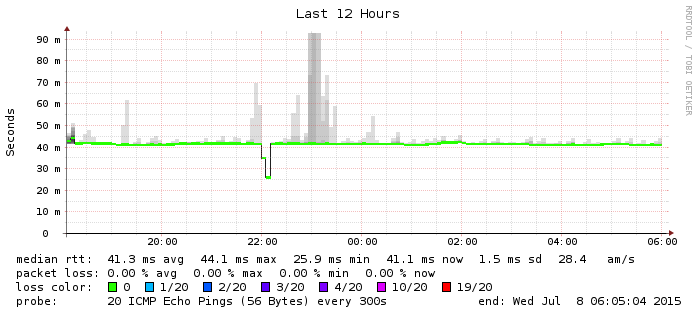 Last 12 Hours
RRDTOOL / TOBI OETIKER
Seconds
90 m
80 m
70 m
60 m
50 m
40 m
30 m
20 m
10 m
0
20:00 22:00 00:00 02:00 04:00 06:00
median rtt: 41.3 ms avg 44.1 ms max 25.9 ms min 41.1 ms now 1.5 ms sd 28.4 am/s
packet loss: 0.00 % avg 0.00 % max 0.00 % min 0.00 % now
loss color: 0 1/20 2/20 3/20 4/20 10/20 19/20
probe: 20 ICMP Echo Pings (56 Bytes) every 300s end: Wed Jul 8 06:05:04 2015